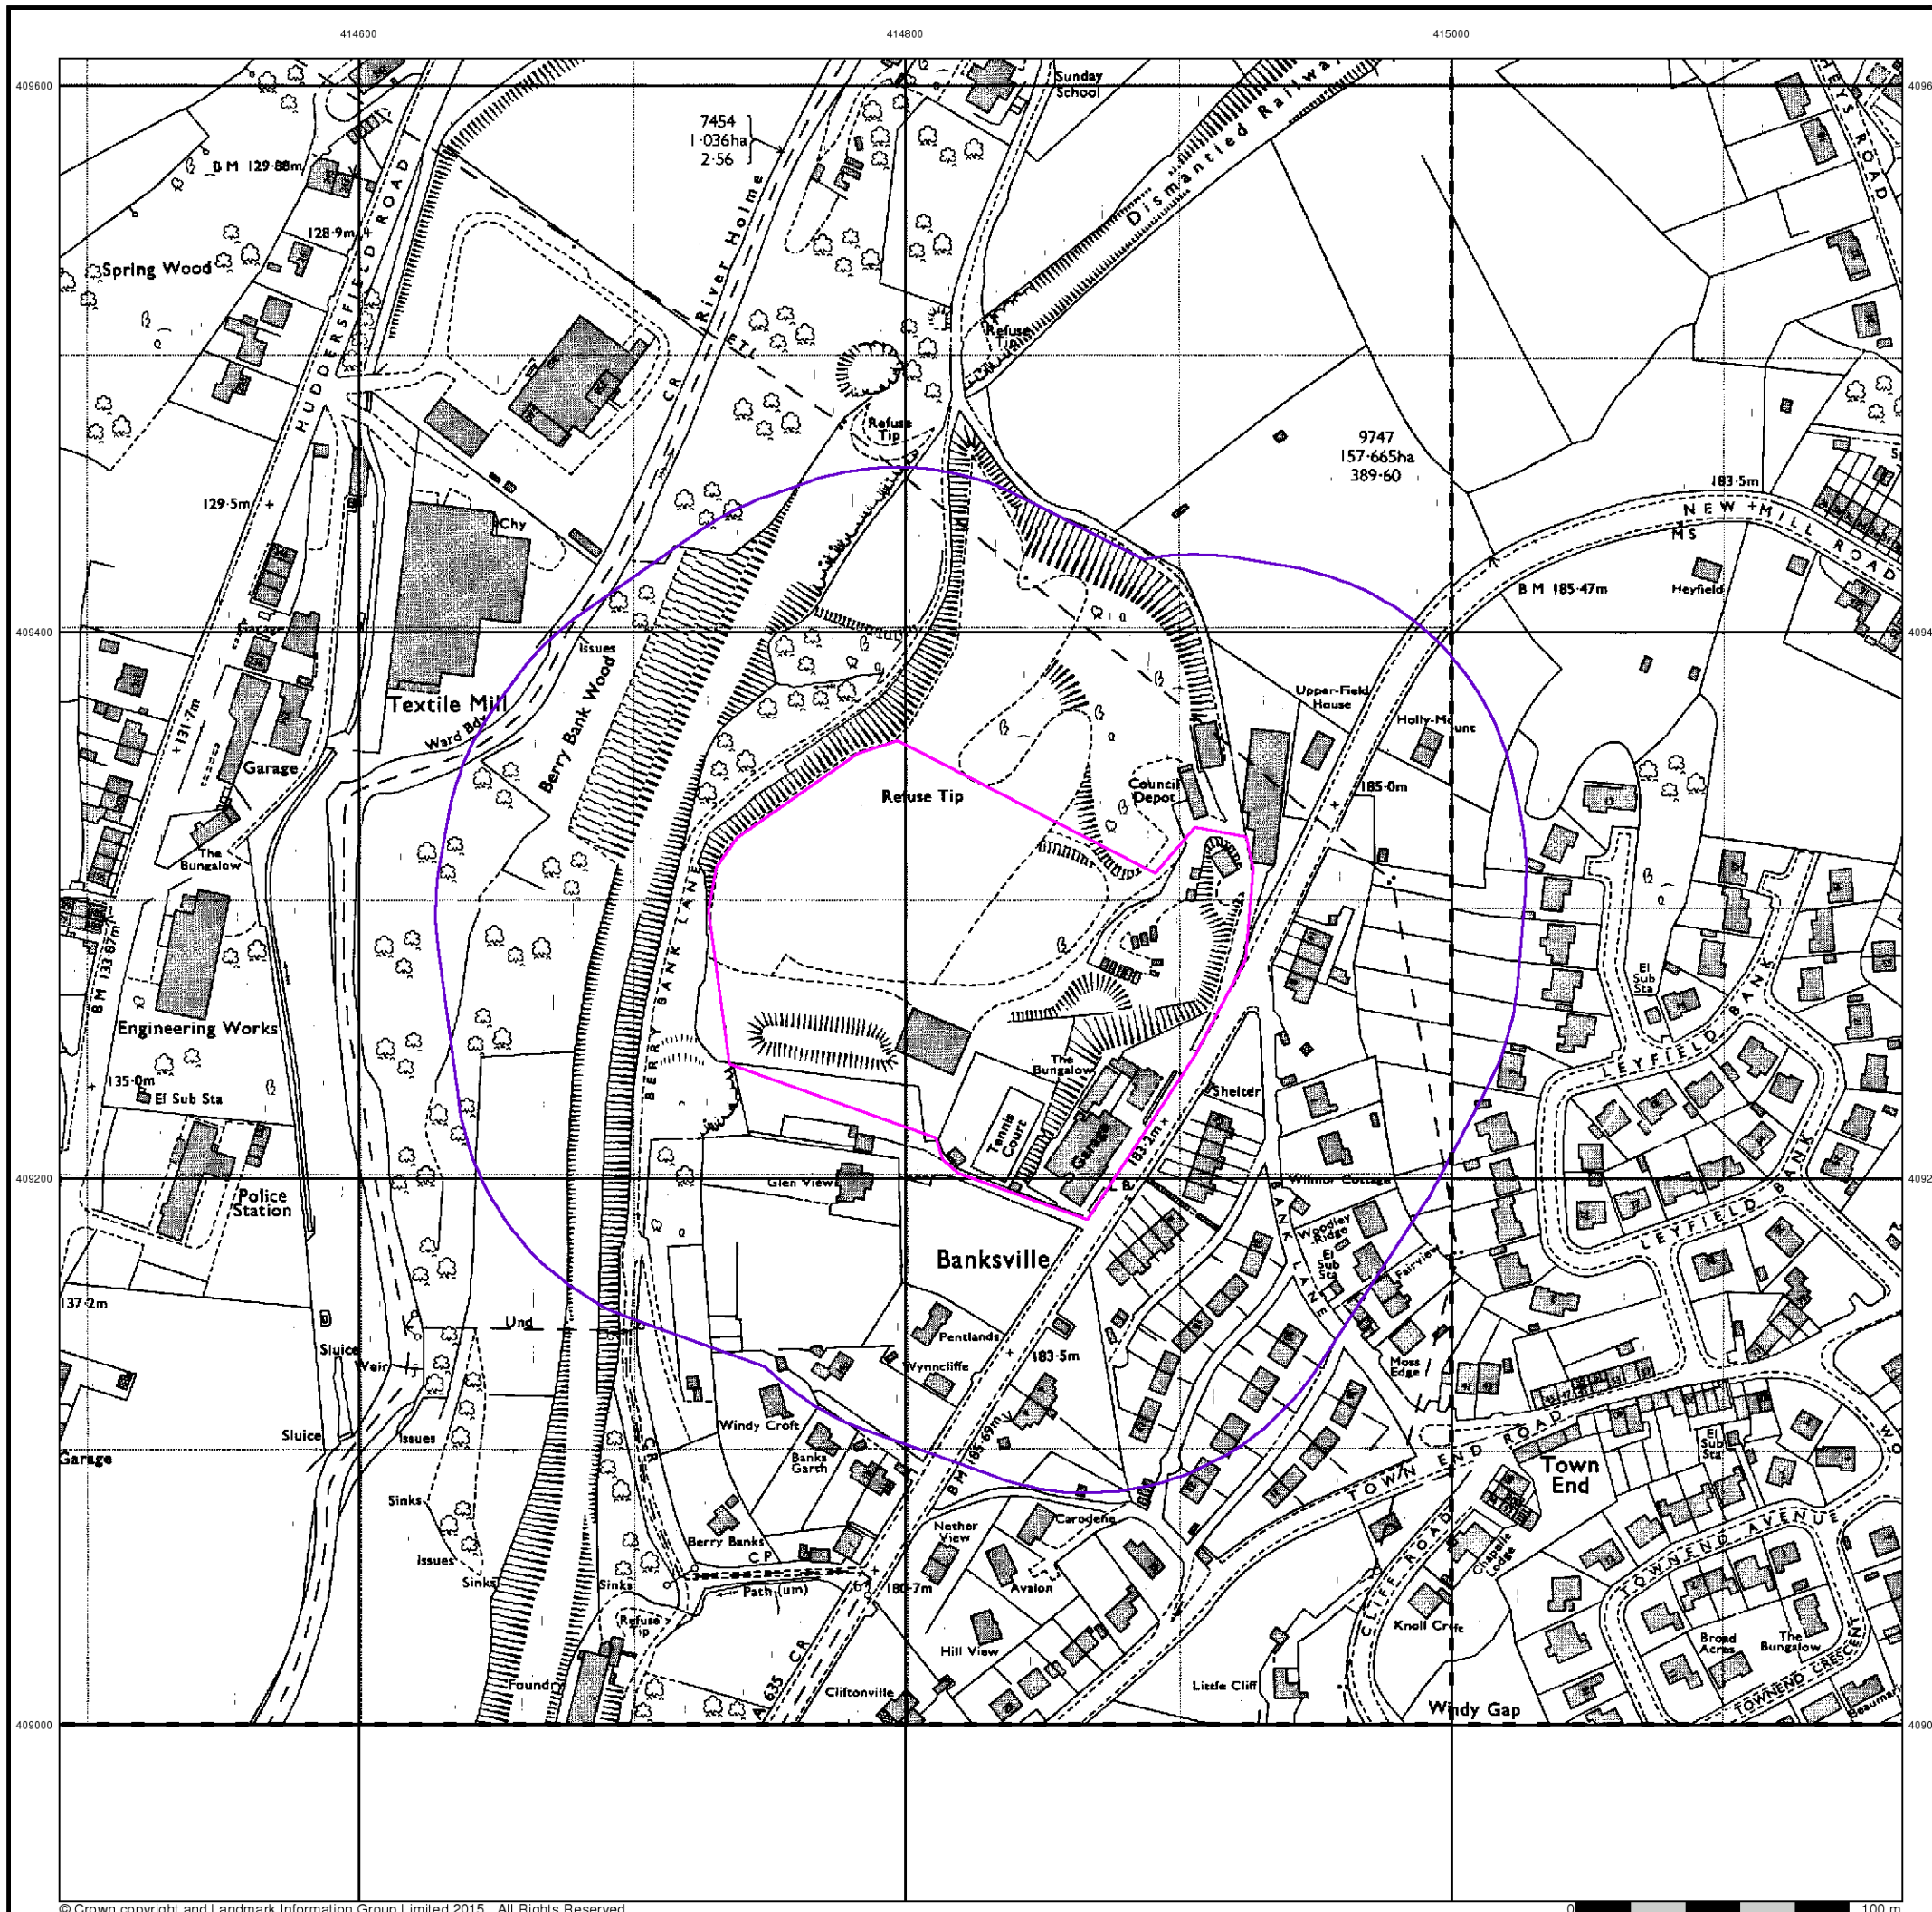 414600
414800
415000
409600
Sunday
School
Dismantled Railway
HEYS ROAD
7454
1·036ha
2·56
B M 129·88m
128·9m
Spring Wood
HUDDERSFIELD ROAD
River Holme
CR
ETL
Refuse
Tip
Refuse
Tip
9747
157·665ha
389·60
183·5m
NEW MILL ROAD
MS
129·5m
Chy
B M 185·47m
Heyfield
Garage
409400
Issues
Berry Bank Wood
Textile Mill
Ward Bdy
131·7m
Garage
The
Bungalow
Upper-Field
House
Holly-Mount
185·0m
Council
Depot
Refuse Tip
BERRY BANK LANE
B M 133·87m
Engineering Works
El
Sub
Sta
LEYFIELD BANK
135·0m
El Sub Sta
The
Bungalow
Shelter
Tennis
Court
Garage
183·2m
LB
409200
Glen View
Wilmor Cottage
Police
Station
BANK LANE
Woodley
Ridge
El
Sub
Sta
Fairview
LEYFIELD BANK
Banksville
137·2m
Und
Sluice
Weir
Pentlands
Wynncliffe
183·5m
Moss
Edge
Windy Croft
B M 185·69m
Sluice
Issues
CR
Garage
Banks
Garth
TOWN END ROAD
Town
End
El
Sub
Sta
Sinks
Nether
View
Carodene
Berry Banks
CP
Issues
Sinks
Sinks
Path (um)
180·7m
Avalon
CLIFF ROAD
Chapelle
Lodge
TOWNEND AVENUE
Refuse
Tip
Knoll Croft
Hill View
Broad
Acres
The
Bungalow
TOWNEND CRESCENT
Foundry
A 635
CR
Cliftonville
Little Cliff
Windy Gap
409000
© Crown copyright and Landmark Information Group Limited 2015. All Rights Reserved.
0
100 m